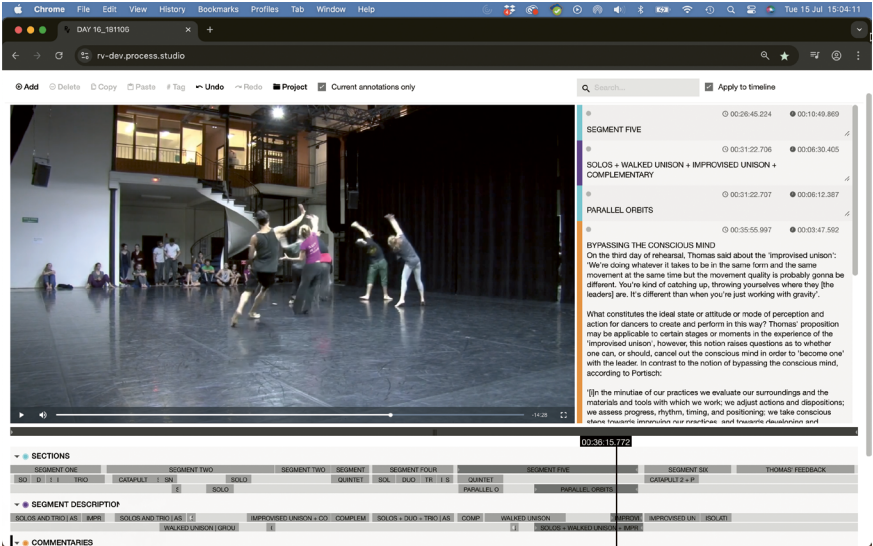 Chrome File Edit View History Bookmarks Profiles Tab Window Help Tue 15 Jul 15:04:11
DAY 16_181106
rv-dev.process.studio
Add Delete Copy Paste # Tag Undo Redo Project Current annotations only
Search... Apply to timeline
00:26:45.224 00:10:49.869
SEGMENT FIVE
00:31:22.706 00:06:30.405
SOLOS + WALKED UNISON + IMPROVISED UNISON +
COMPLEMENTARY
00:31:22.707 00:06:12.387
PARALLEL ORBITS
00:35:55.997 00:03:47.592
BYPASSING THE CONSCIOUS MIND
On the third day of rehearsal, Thomas said about the 'improvised unison':
'We're doing whatever it takes to be in the same form and the same
movement at the same time but the movement quality is probably gonna be
different. You're kind of catching up, throwing yourselves where they [the
leaders] are. It's different than when you're just working with gravity'.
What constitutes the ideal state or attitude or mode of perception and
action for dancers to create and perform in this way? Thomas' proposition
may be applicable to certain stages or moments in the experience of the
'improvised unison', however, this notion raises questions as to whether
one can, or should, cancel out the conscious mind in order to 'become one'
with the leader. In contrast to the notion of bypassing the conscious mind,
according to Portisch:
'[i]n the minutiae of our practices we evaluate our surroundings and the
materials and tools with which we work; we adjust actions and dispositions;
we assess progress, rhythm, timing, and positioning; we take conscious
steps towards improving our practices, and towards developing and
-14:28
00:36:15.772
SECTIONS
SEGMENT ONE SEGMENT TWO SEGMENT TWO SEGMENT SEGMENT FOUR SEGMENT FIVE SEGMENT SIX THOMAS' FEEDBACK
SO D TRIO CATAPULT SN SOLO QUINTET SOL DUO TR I S QUINTET CATAPULT 2 + P
SOLO PARALLEL O PARALLEL ORBITS
SEGMENT DESCRIPTION
SOLOS AND TRIO | AS IMPR SOLOS AND TRIO | AS IMPROVISED UNISON + CO COMPLEM SOLOS + DUO + TRIO | AS COMP WALKED UNISON IMPROVI. IMPROVISED UN ISOLATI
WALKED UNISON | GROU SOLOS + WALKED UNISON + IMPR
COMMENTARIES